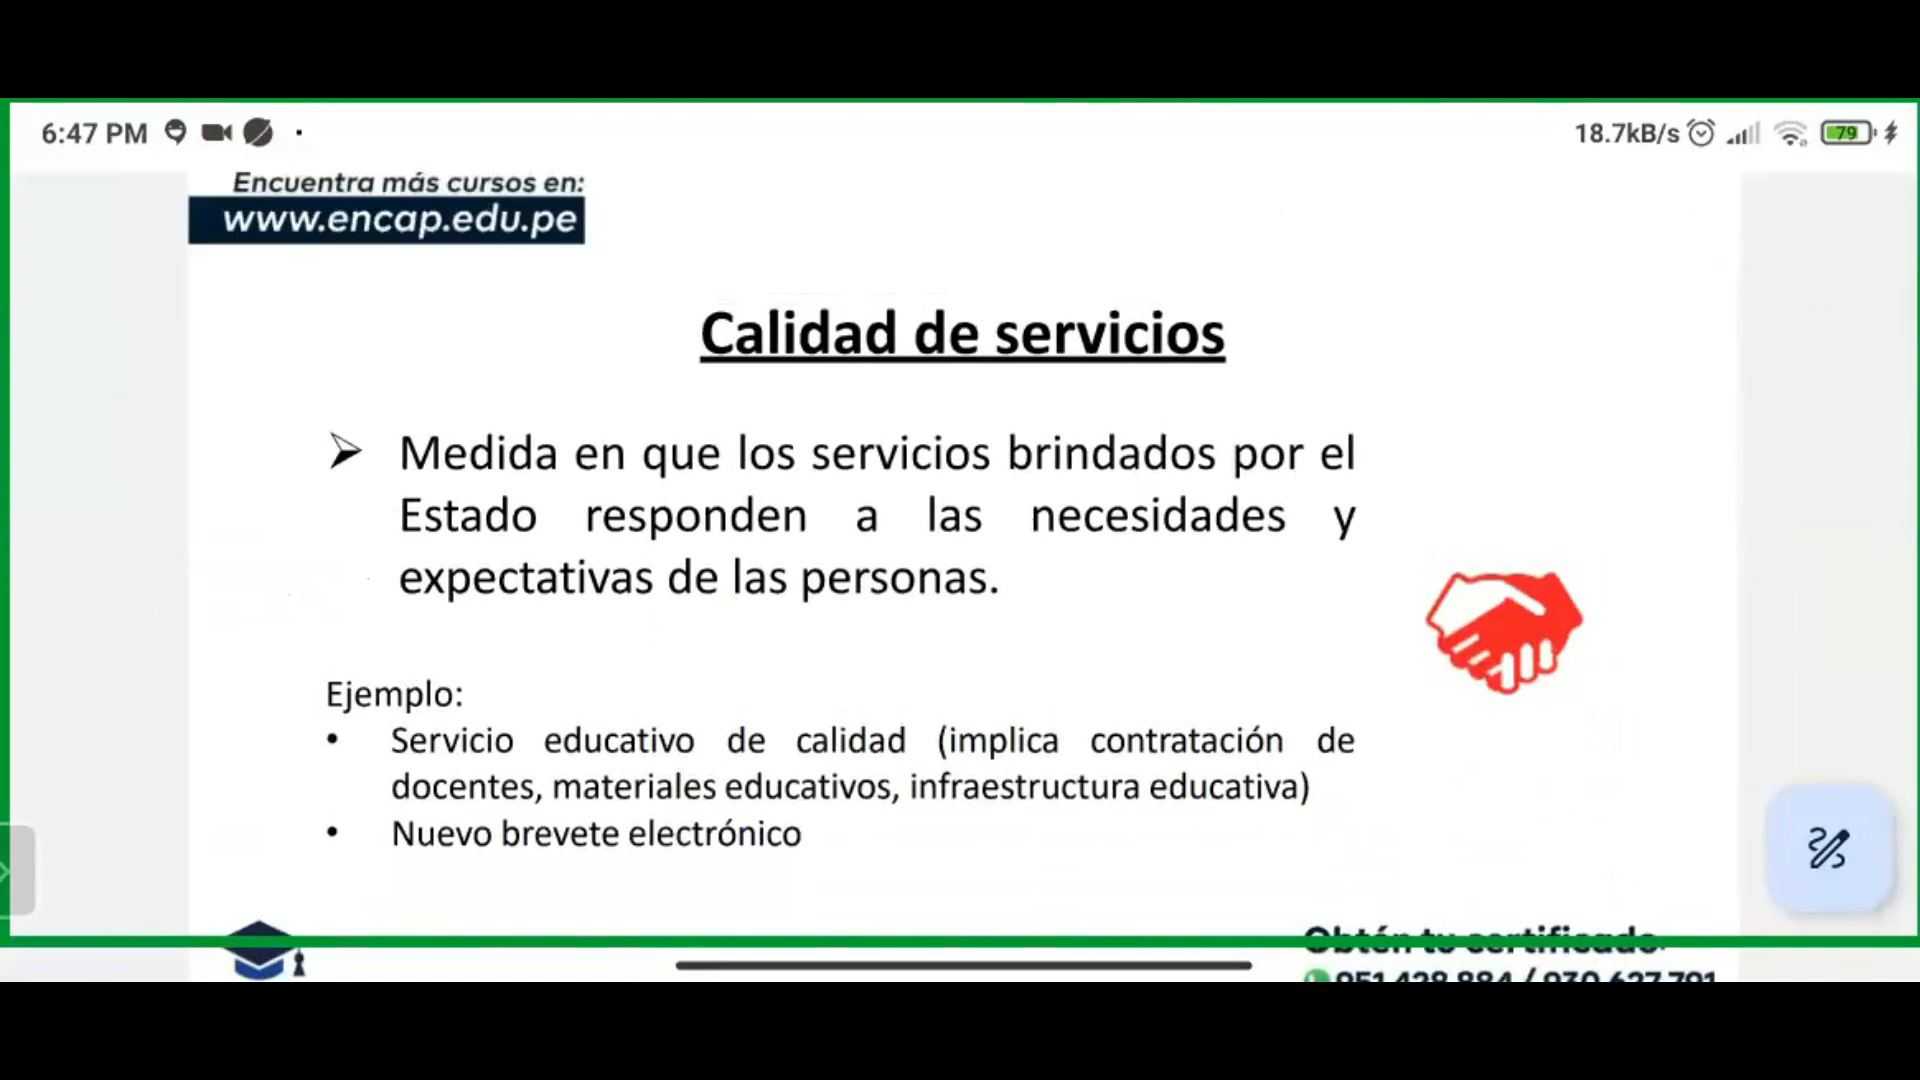 6:47 PM
18.7kB/s
79
Encuentra más cursos en:
www.encap.edu.pe
Calidad de servicios
Medida en que los servicios brindados por el
Estado responden a las necesidades y
expectativas de las personas.
Ejemplo:
• Servicio educativo de calidad (implica contratación de
docentes, materiales educativos, infraestructura educativa)
• Nuevo brevete electrónico
Obtén tu certificado:
951 428 884 / 930 627 791